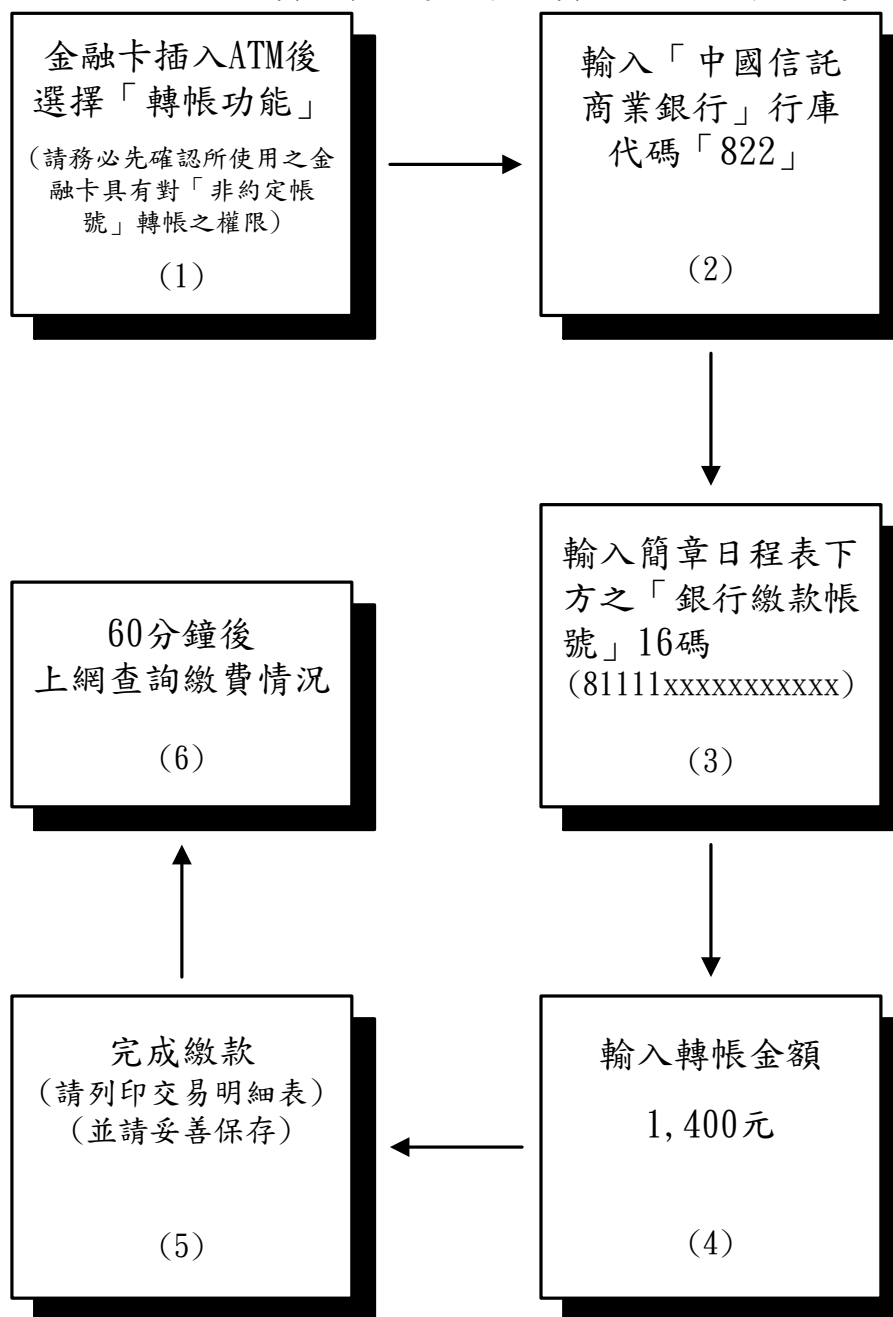 金融卡插入ATM後
選擇「轉帳功能」
(請務必先確認所使用之金
融卡具有對「非約定帳
號」轉帳之權限)
(1)
輸入「中國信託
商業銀行」行庫
代碼「822」
(2)
輸入簡章日程表下
方之「銀行繳款帳
號」16碼
(81111xxxxxxxxxxx)
(3)
輸入轉帳金額
1,400元
(4)
完成繳款
(請列印交易明細表)
(並請妥善保存)
(5)
60分鐘後
上網查詢繳費情況
(6)